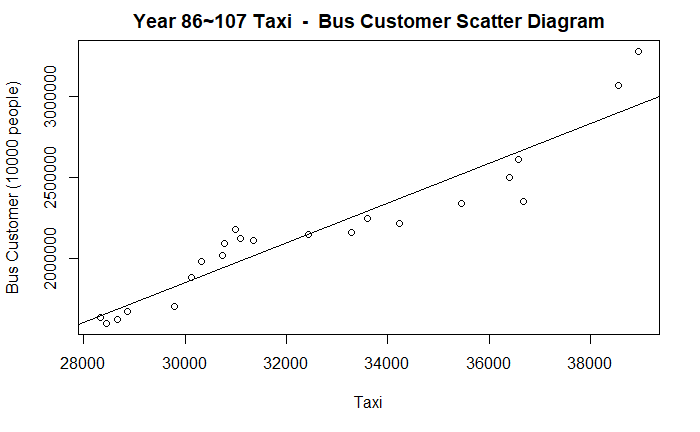 Year 86~107 Taxi - Bus Customer Scatter Diagram
Bus Customer (10000 people)
3000000
2500000
2000000
28000 30000 32000 34000 36000 38000
Taxi